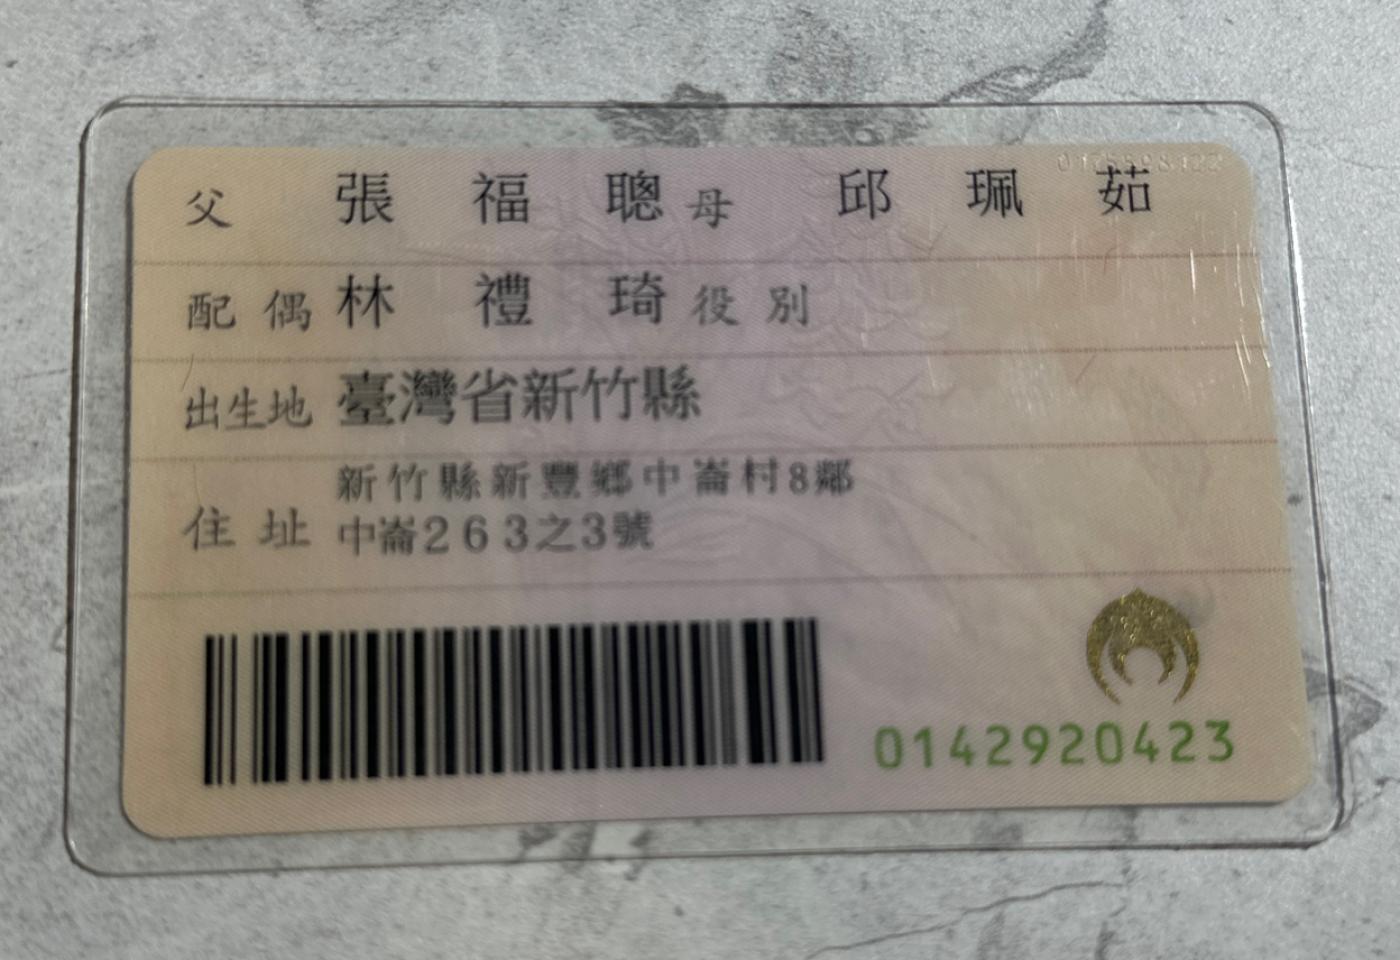 父 張福聰 母 邱珮茹
配偶 林禮琦 役別
出生地 臺灣省新竹縣
新竹縣新豐鄉中崙村8鄰
住址 中崙263之3號
0142920423